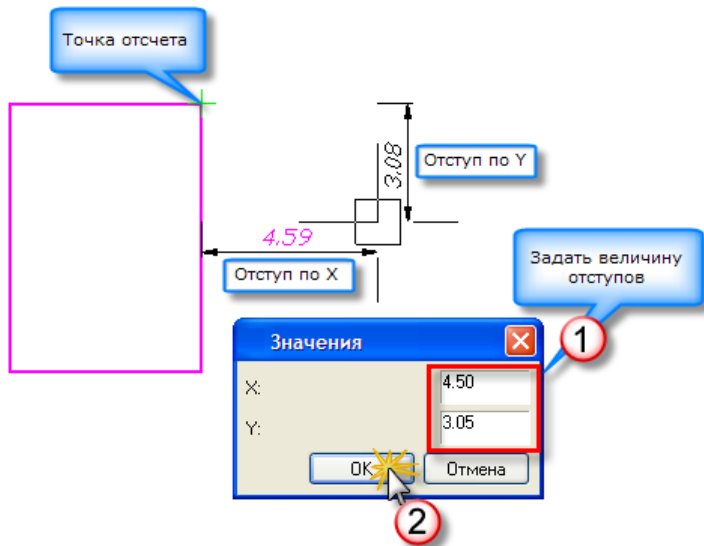 Точка отсчета
3.08
Отступ по Y
4.59
Отступ по X
Задать величину
отступов
1
Значения
X:
4.50
Y:
3.05
OK
Отмена
2